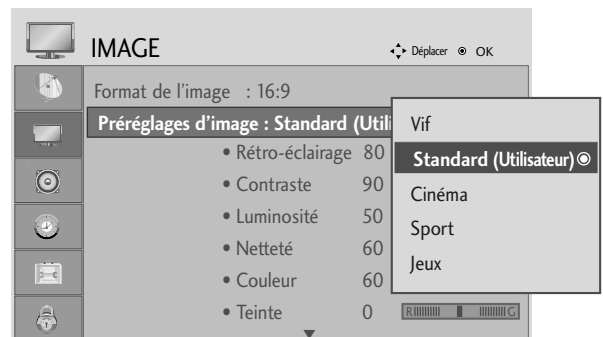 IMAGE
Déplacer OK
Format de l'image : 16:9
Préréglages d'image : Standard (Utili
• Rétro-éclairage 80
• Contraste 90
• Luminosité 50
• Netteté 60
• Couleur 60
• Teinte 0
R G
Vif
Standard (Utilisateur)
Cinéma
Sport
Jeux